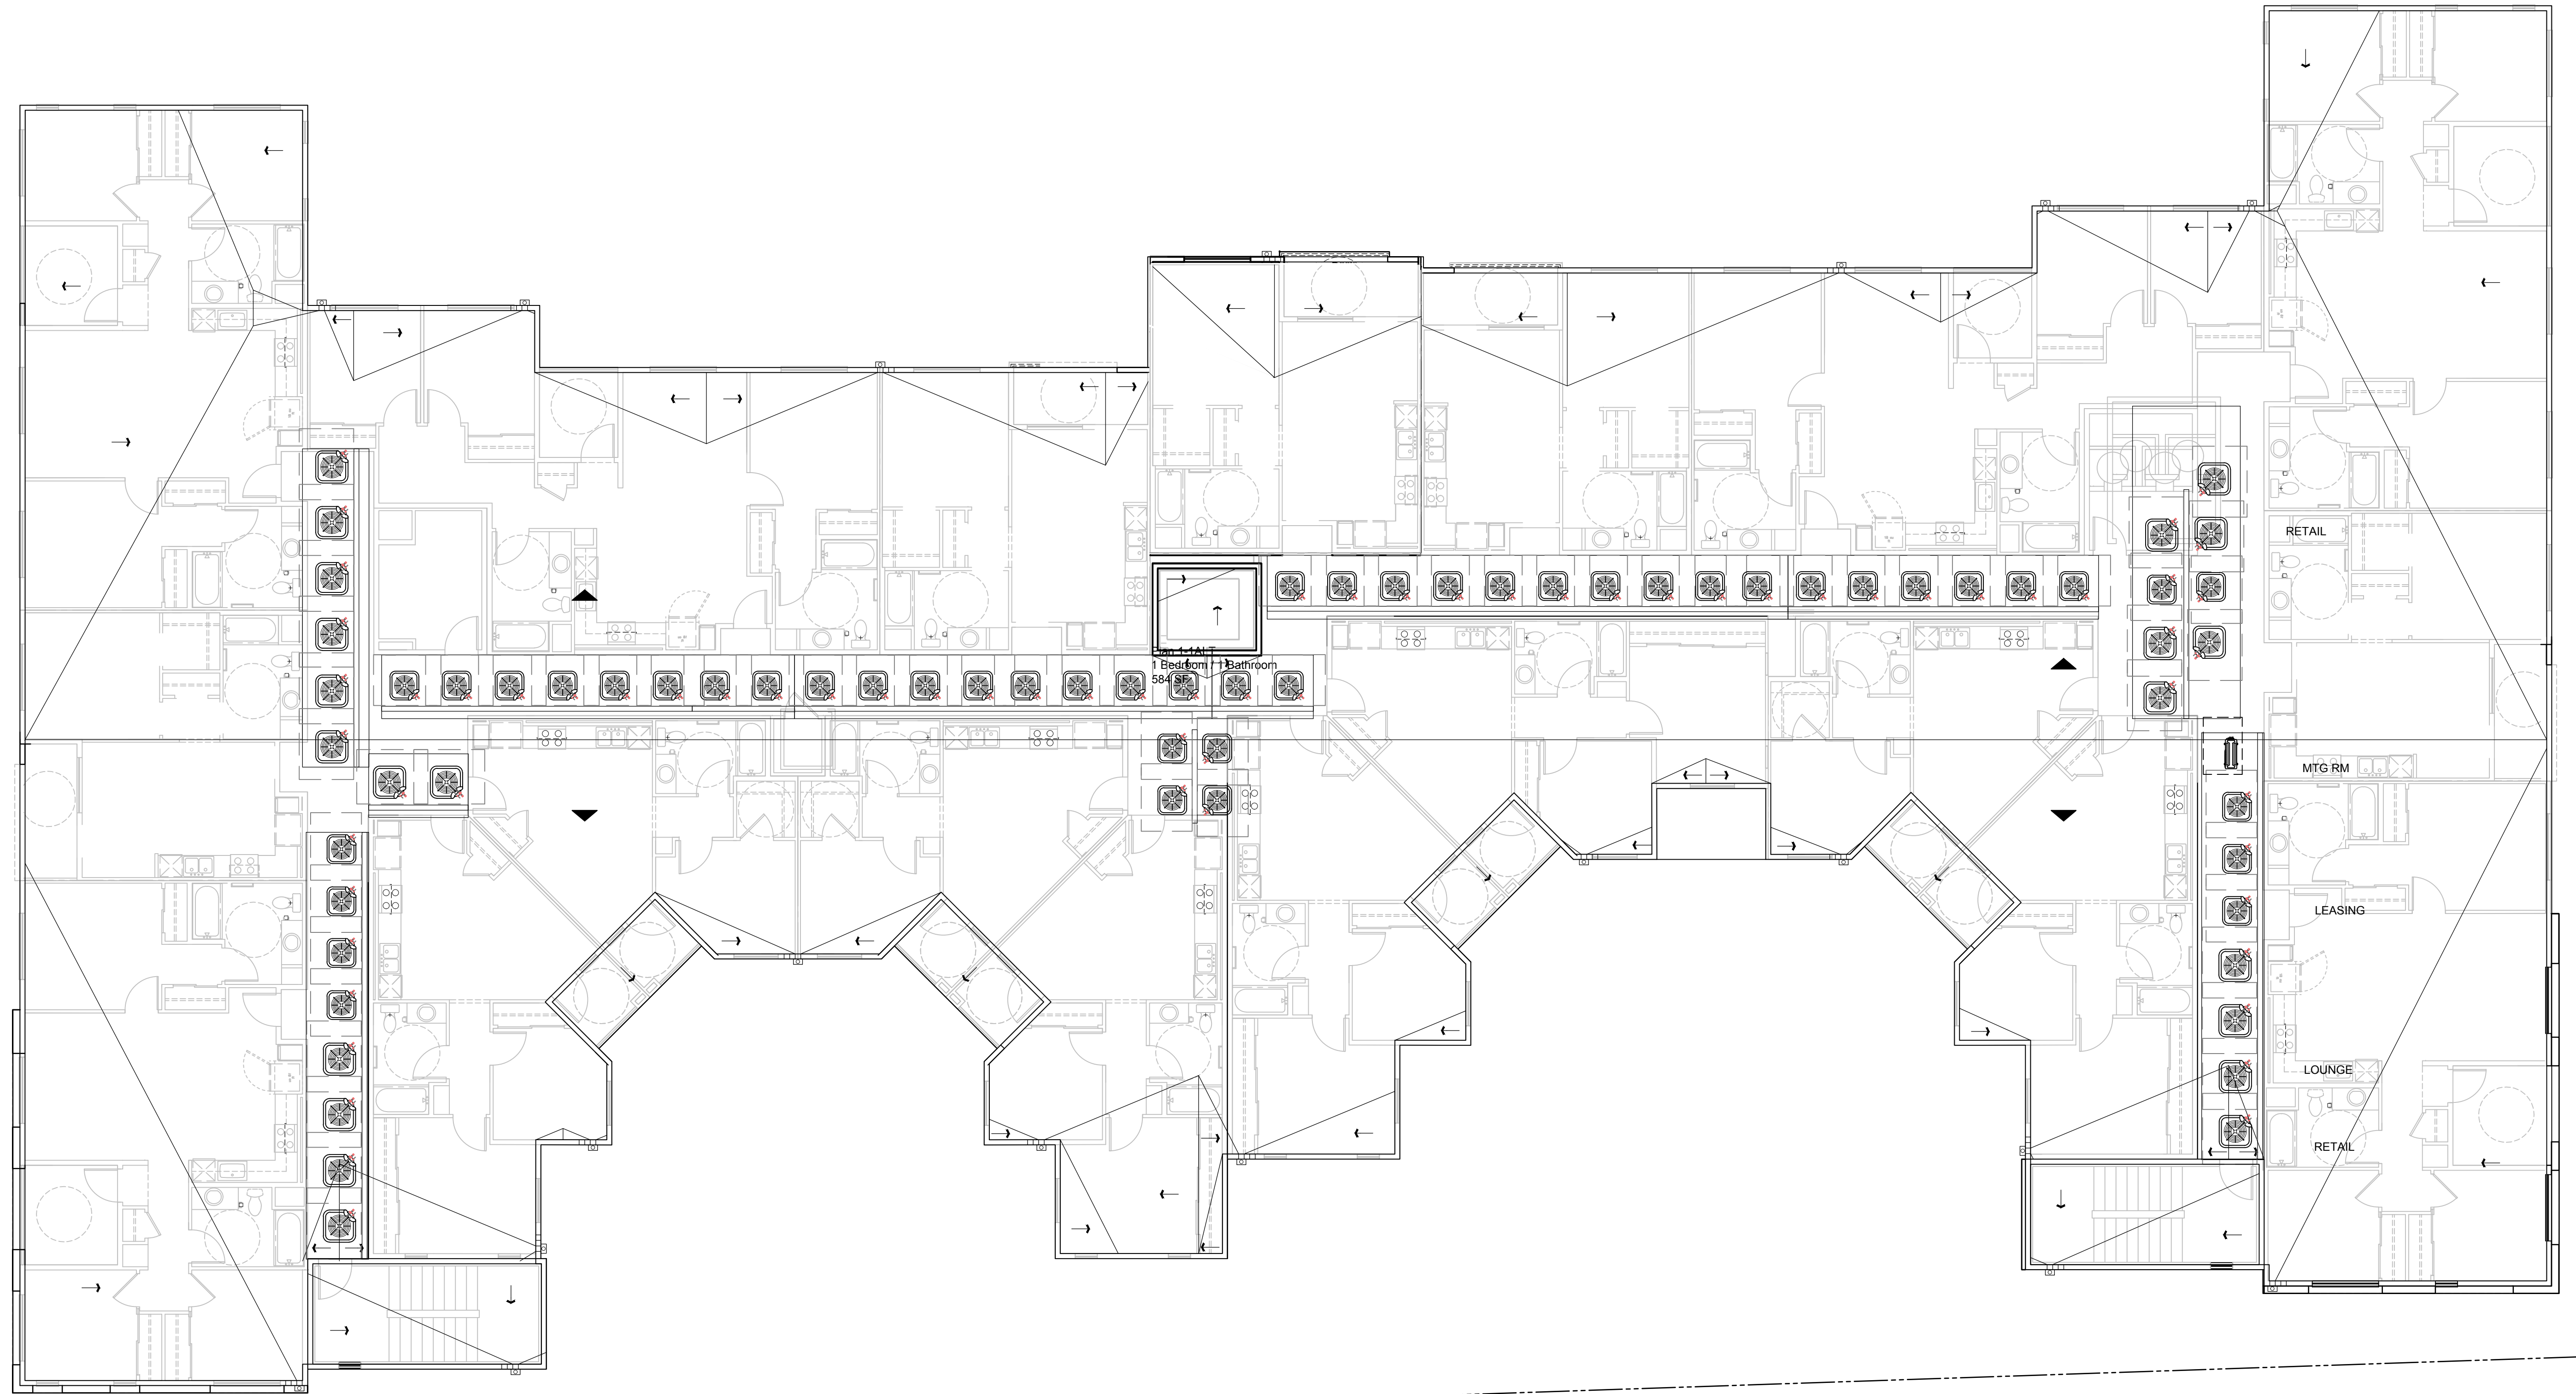 RETAIL
Plan 1-1ALT
1 Bedroom / 1 Bathroom
584 SF
MTG RM
LEASING
LOUNGE
RETAIL